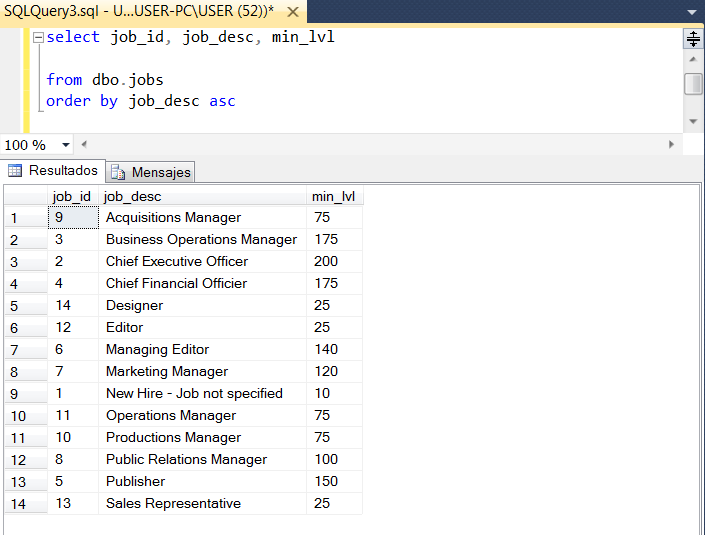 SQLQuery3.sql - U...USER-PC\USER (52))*
select job_id, job_desc, min_lvl
from dbo.jobs
order by job_desc asc
100 %
Resultados Mensajes
job_id job_desc min_lvl
1 9 Acquisitions Manager 75
2 3 Business Operations Manager 175
3 2 Chief Executive Officer 200
4 4 Chief Financial Officier 175
5 14 Designer 25
6 12 Editor 25
7 6 Managing Editor 140
8 7 Marketing Manager 120
9 1 New Hire - Job not specified 10
10 11 Operations Manager 75
11 10 Productions Manager 75
12 8 Public Relations Manager 100
13 5 Publisher 150
14 13 Sales Representative 25